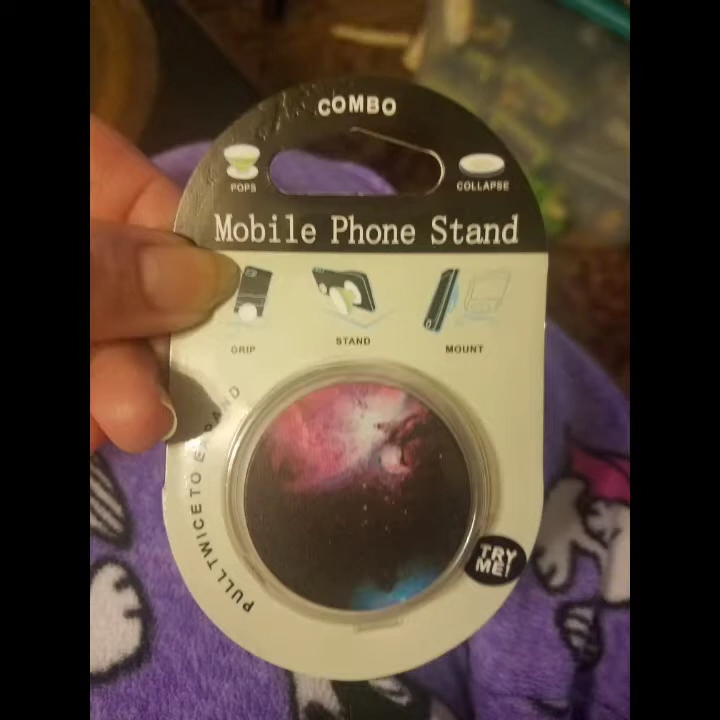 COMBO
POPS
COLLAPSE
Mobile Phone Stand
GRIP
STAND
MOUNT
PULL TWICE TO EXPAND
TRY
ME!